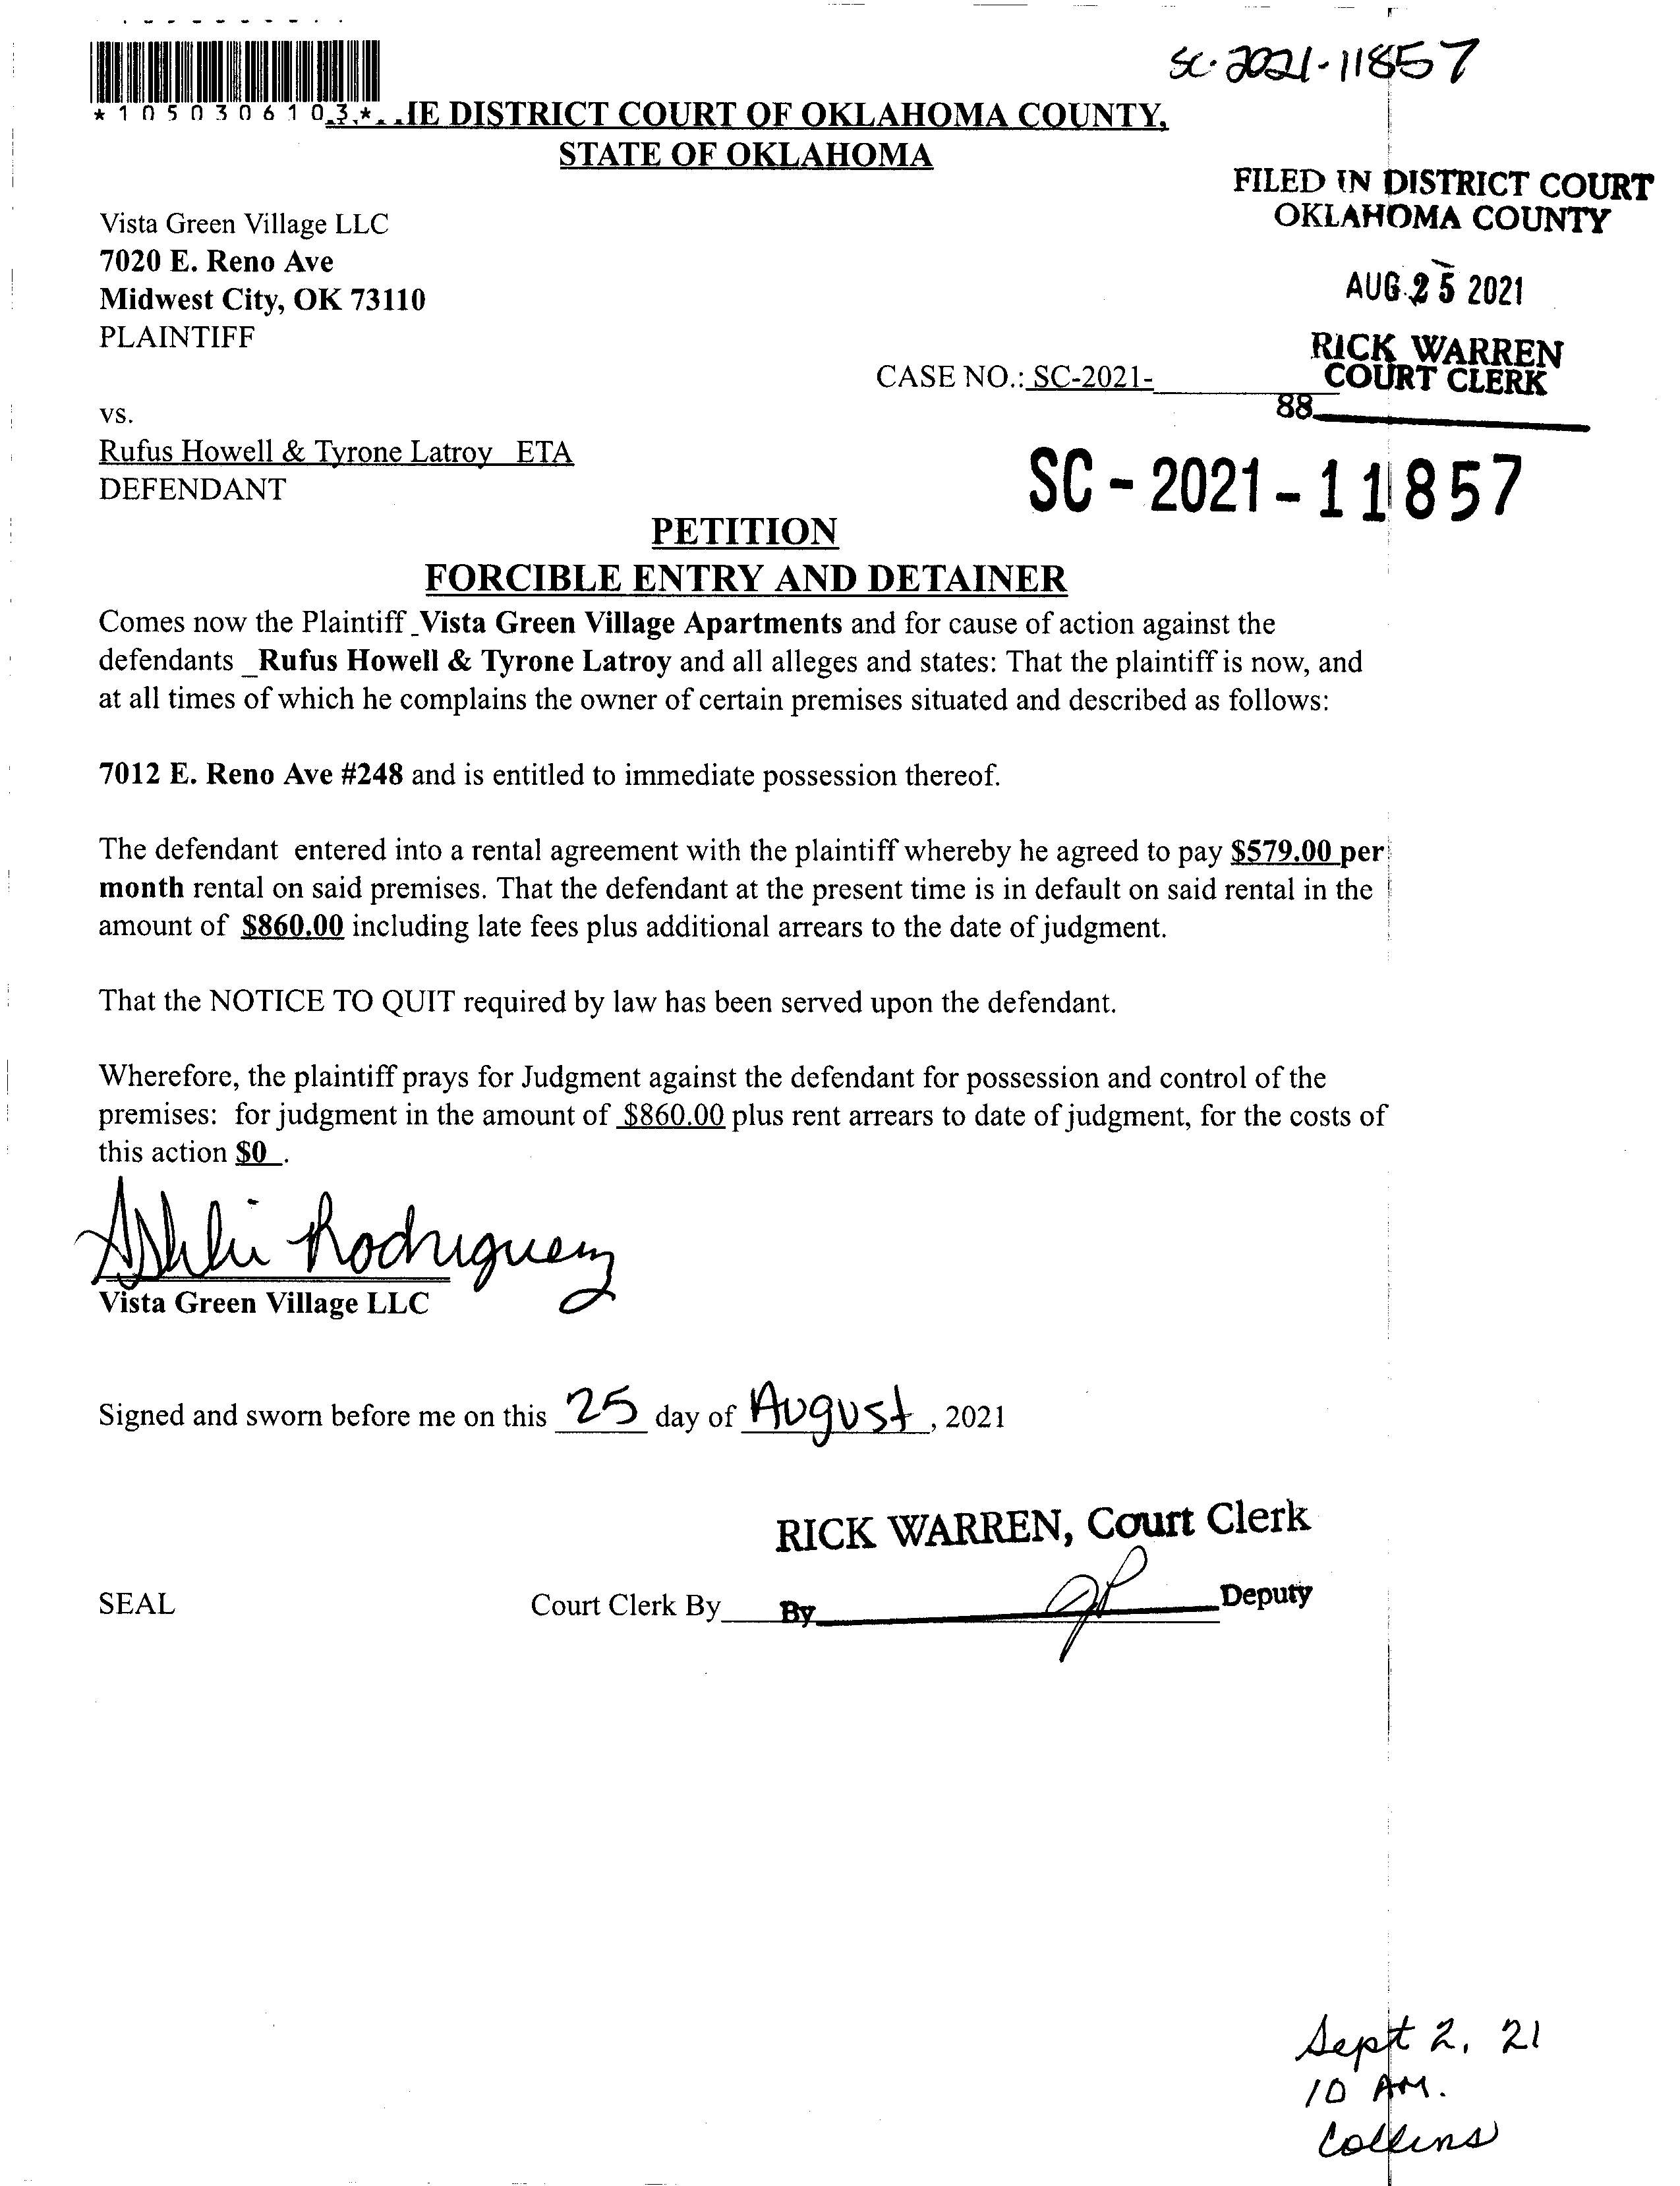 SC-2021-11857
*1050306103* IE DISTRICT COURT OF OKLAHOMA COUNTY,
STATE OF OKLAHOMA
FILED IN DISTRICT COURT
OKLAHOMA COUNTY
Vista Green Village LLC
7020 E. Reno Ave
Midwest City, OK 73110
PLAINTIFF
AUG 25 2021
RICK WARREN
COURT CLERK
CASE NO.: SC-2021-
88
vs.
Rufus Howell & Tyrone Latroy ETA
DEFENDANT
SC-2021-11857
PETITION
FORCIBLE ENTRY AND DETAINER
Comes now the Plaintiff Vista Green Village Apartments and for cause of action against the
defendants Rufus Howell & Tyrone Latroy and all alleges and states: That the plaintiff is now, and
at all times of which he complains the owner of certain premises situated and described as follows:
7012 E. Reno Ave #248 and is entitled to immediate possession thereof.
The defendant entered into a rental agreement with the plaintiff whereby he agreed to pay $579.00 per
month rental on said premises. That the defendant at the present time is in default on said rental in the
amount of $860.00 including late fees plus additional arrears to the date of judgment.
That the NOTICE TO QUIT required by law has been served upon the defendant.
Wherefore, the plaintiff prays for Judgment against the defendant for possession and control of the
premises: for judgment in the amount of $860.00 plus rent arrears to date of judgment, for the costs of
this action $0 .
Ashlii Rodriguez
Vista Green Village LLC
Signed and sworn before me on this 25 day of August, 2021
RICK WARREN, Court Clerk
SEAL Court Clerk By By Deputy
Sept 2, 21
10 AM.
Collins